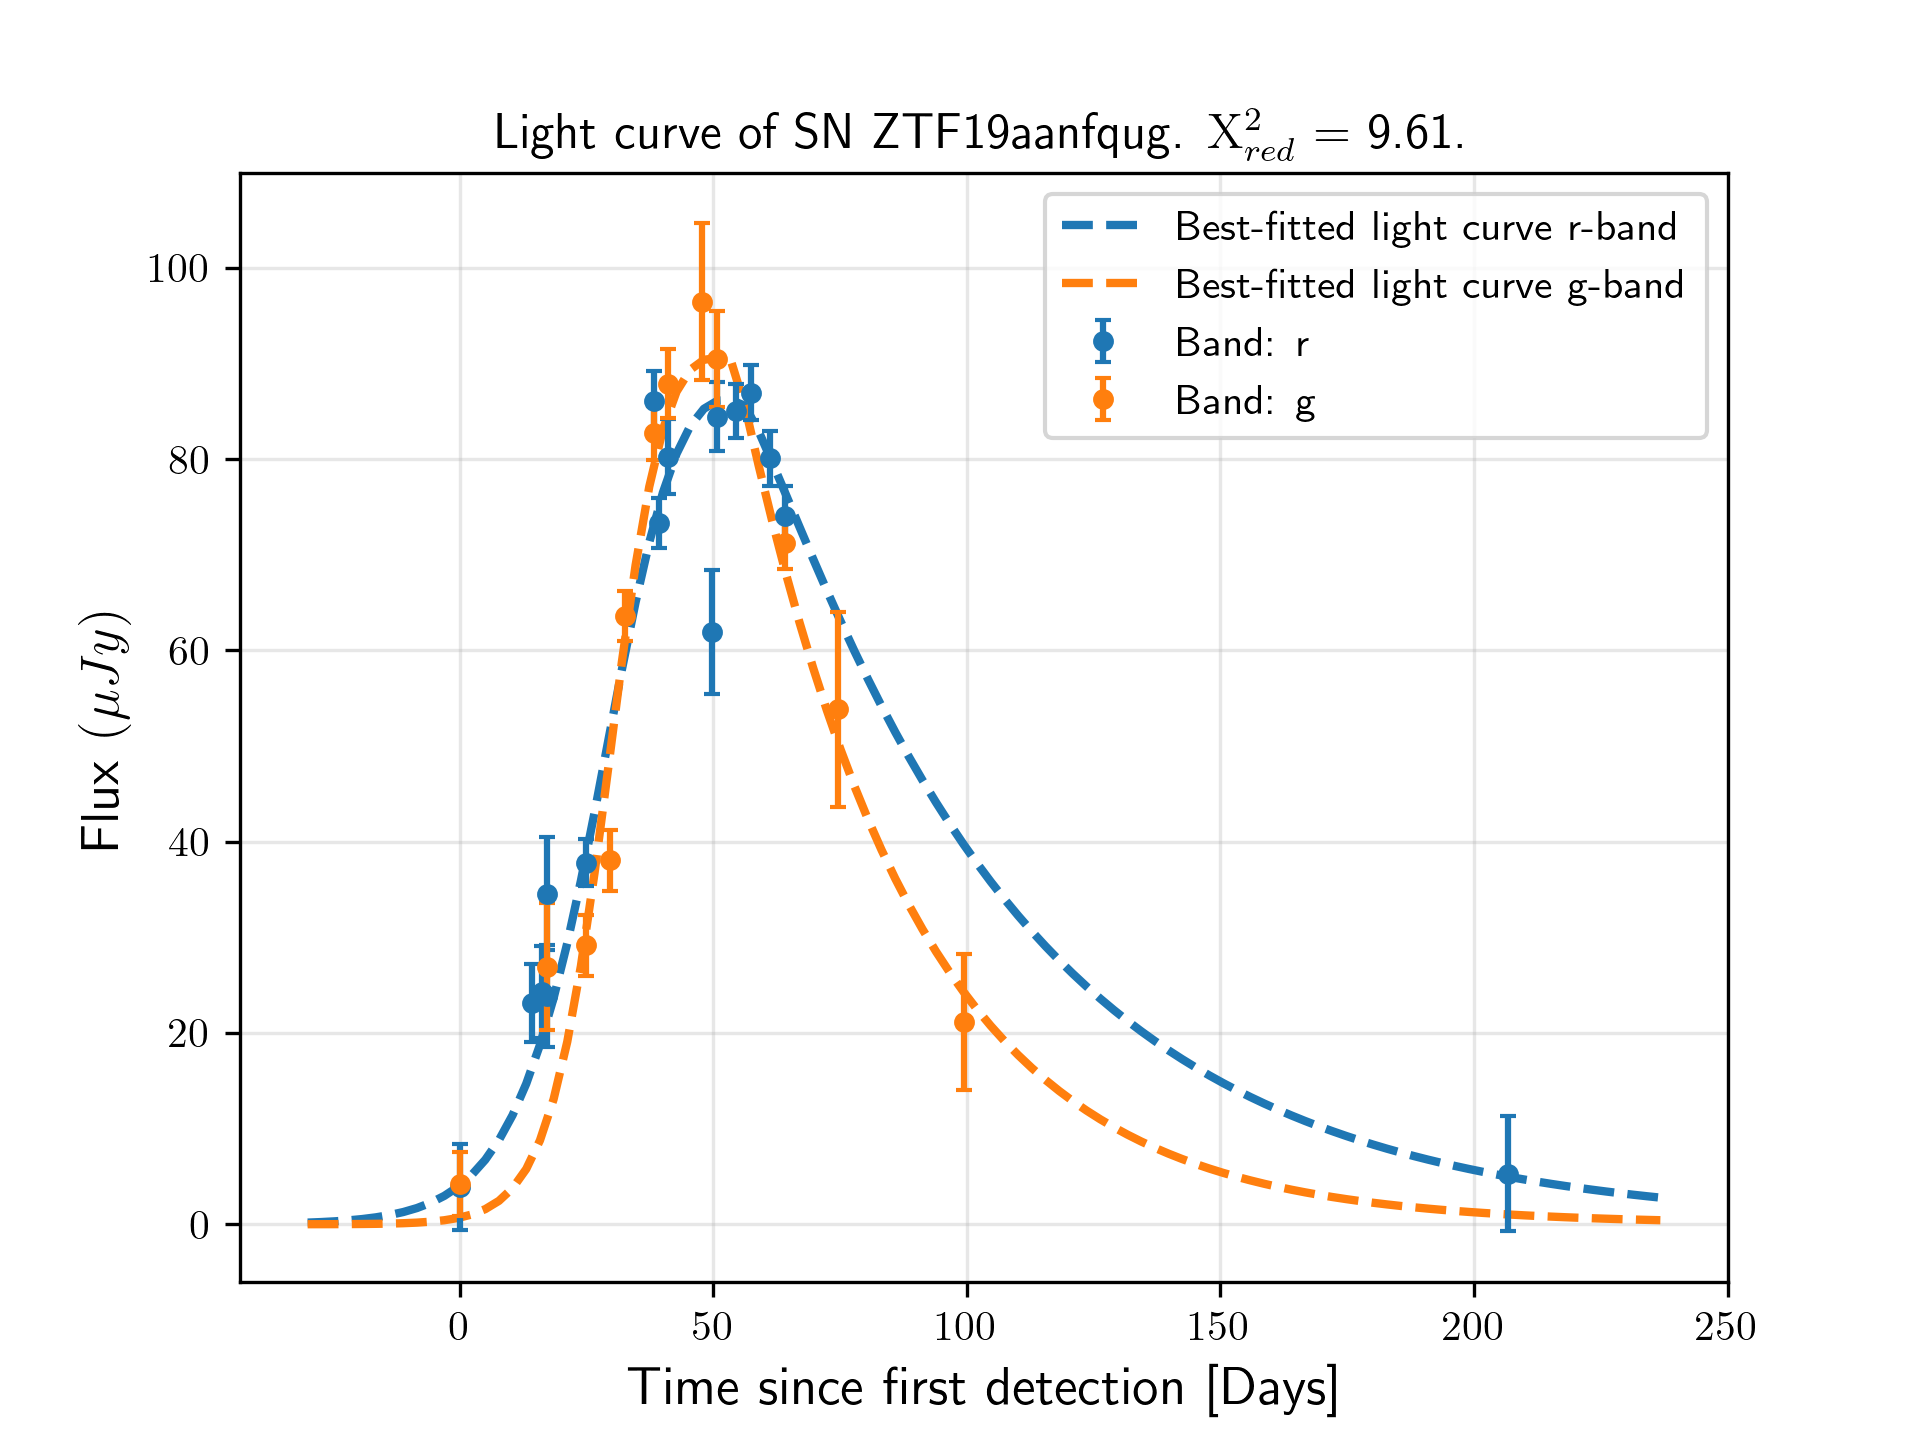 Light curve of SN ZTF19aanfqug. X²red = 9.61.
Best-fitted light curve r-band
Best-fitted light curve g-band
Band: r
Band: g
Flux (μJy)
100
80
60
40
20
0
0 50 100 150 200 250
Time since first detection [Days]